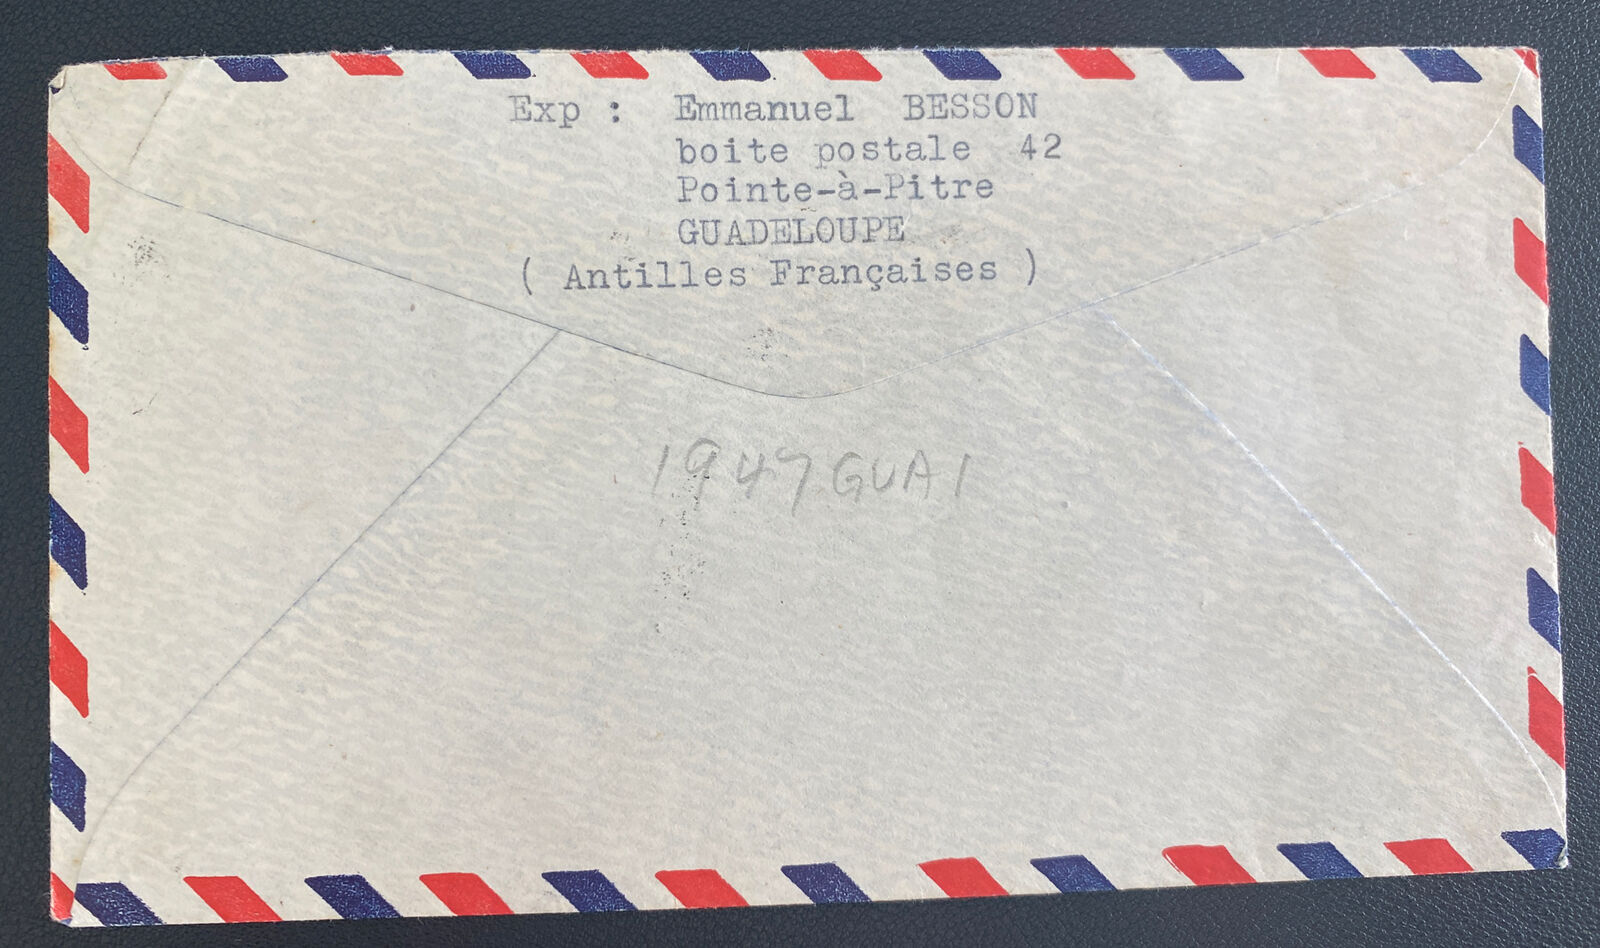 Exp : Emmanuel BESSON
boite postale 42
Pointe-à-Pitre
GUADELOUPE
( Antilles Françaises )
1947 GUA 1